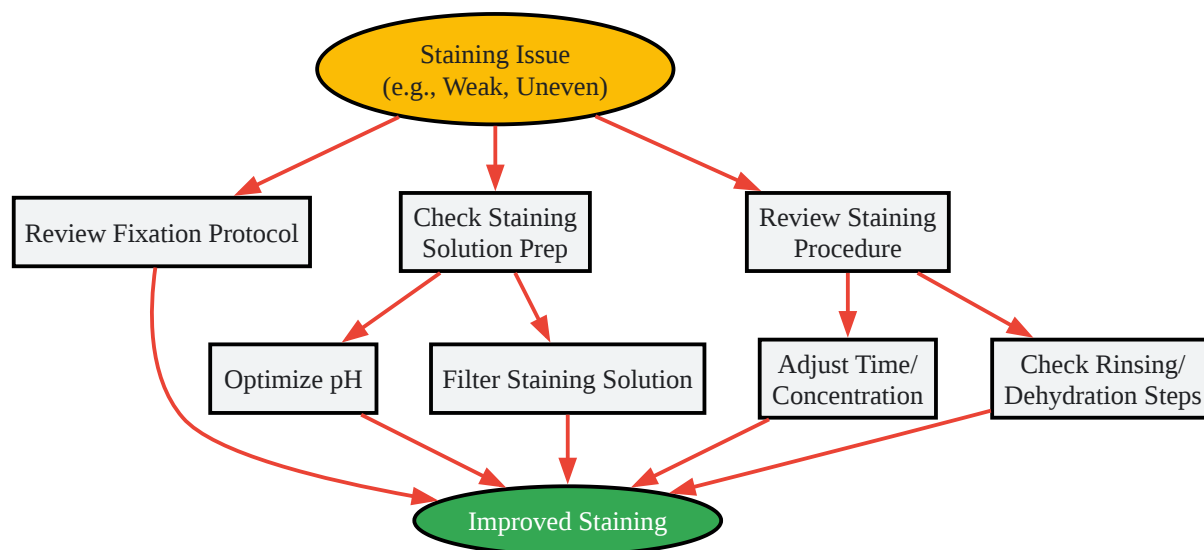 Staining Issue
(e.g., Weak, Uneven)
Review Fixation Protocol
Check Staining
Solution Prep
Review Staining
Procedure
Optimize pH
Filter Staining Solution
Adjust Time/
Concentration
Check Rinsing/
Dehydration Steps
Improved Staining